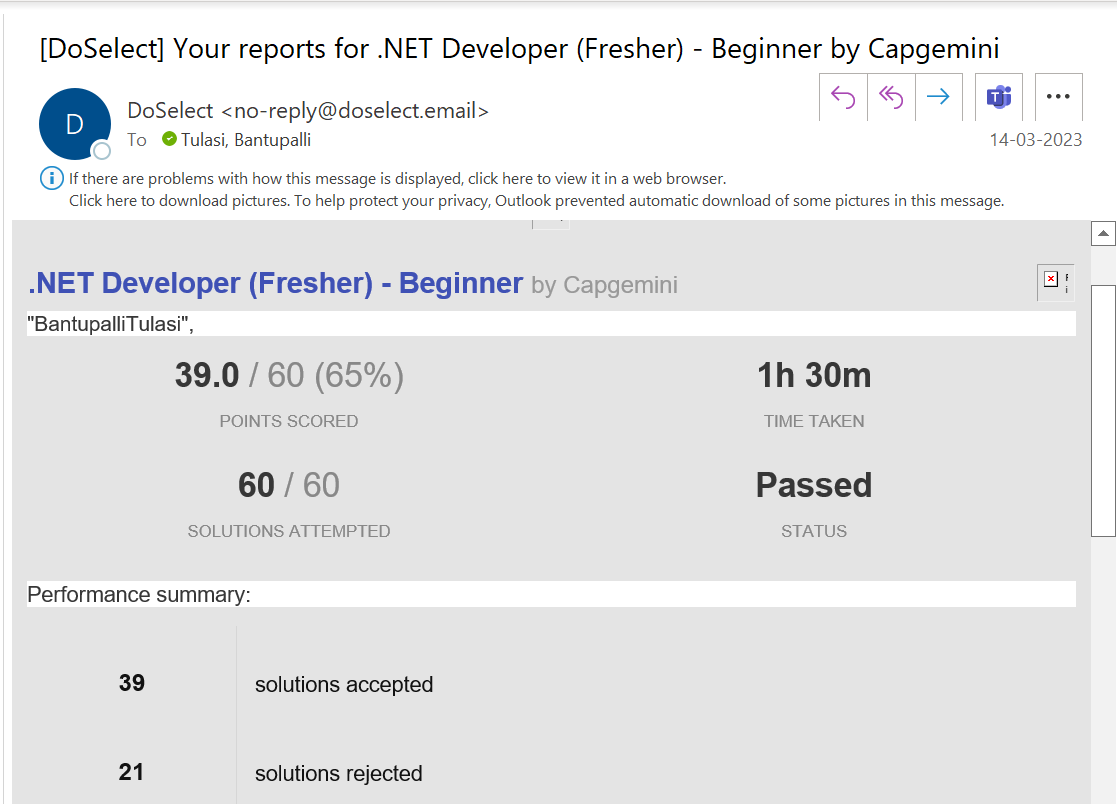 [DoSelect] Your reports for .NET Developer (Fresher) - Beginner by Capgemini
D
DoSelect <no-reply@doselect.email>
To Tulasi, Bantupalli
14-03-2023
If there are problems with how this message is displayed, click here to view it in a web browser.
Click here to download pictures. To help protect your privacy, Outlook prevented automatic download of some pictures in this message.
.NET Developer (Fresher) - Beginner by Capgemini
"BantupalliTulasi",
39.0 / 60 (65%)
POINTS SCORED
1h 30m
TIME TAKEN
60 / 60
SOLUTIONS ATTEMPTED
Passed
STATUS
Performance summary:
39 solutions accepted
21 solutions rejected